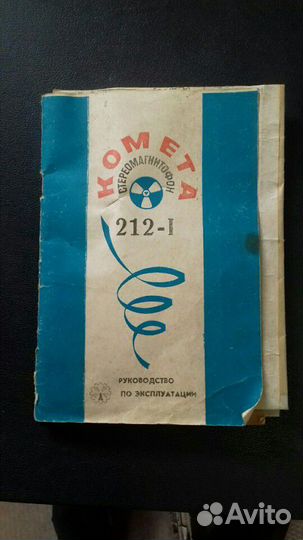 КОМЕТА
СТЕРЕОМАГНИТОФОН
212-I
РУКОВОДСТВО
ПО ЭКСПЛУАТАЦИИ
А
Avito